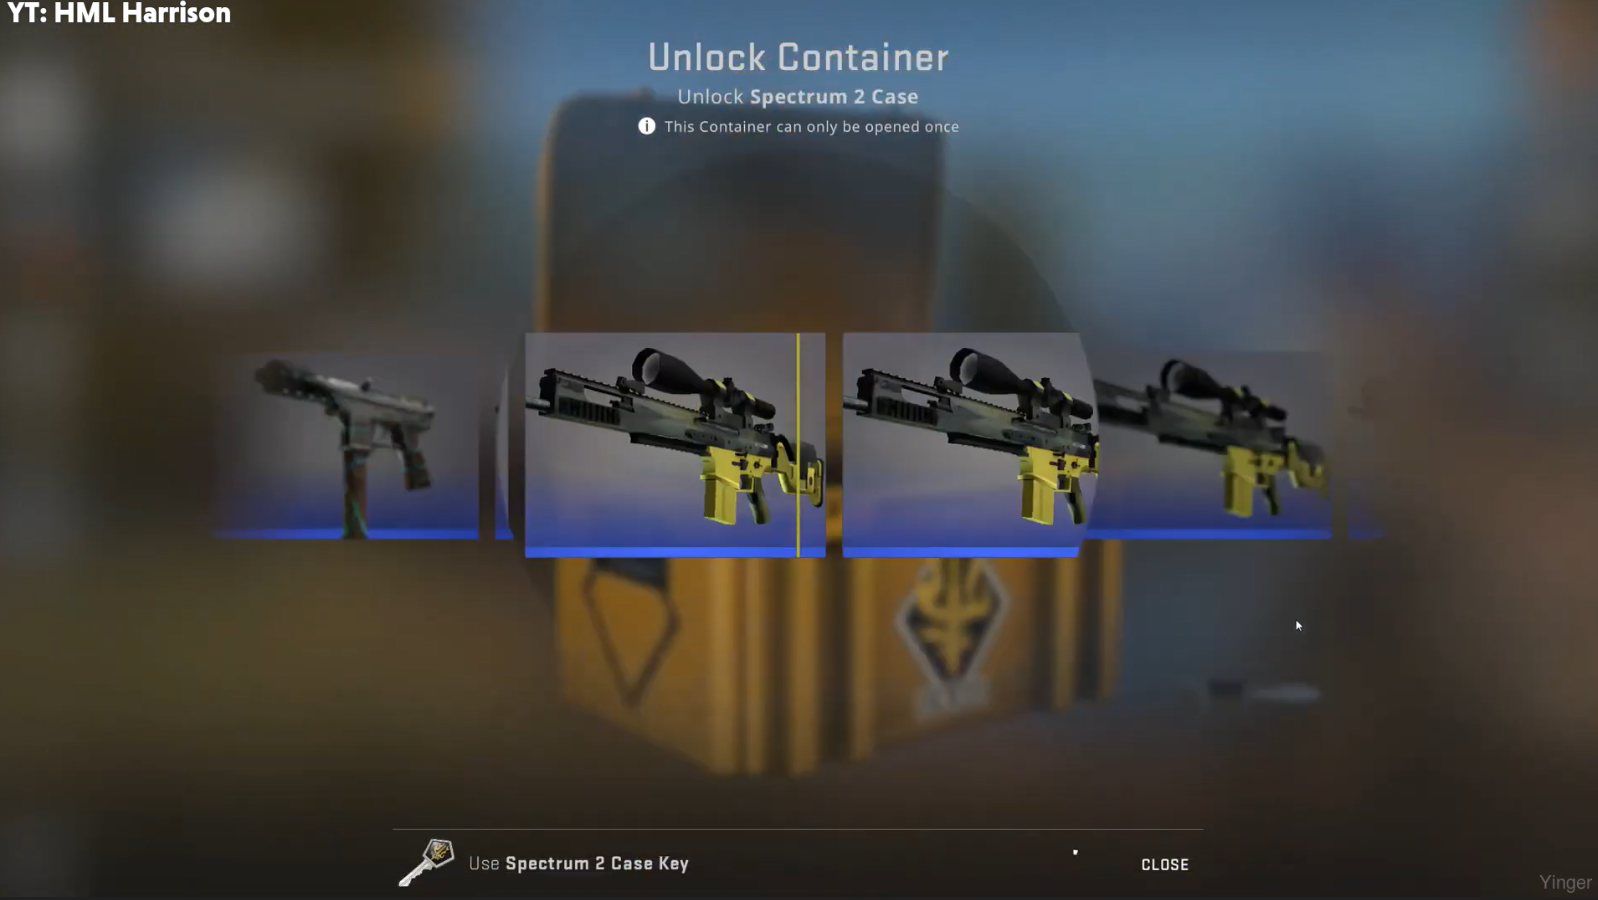 YT: HML Harrison
Unlock Container
Unlock Spectrum 2 Case
This Container can only be opened once
Use Spectrum 2 Case Key
CLOSE
Yinger